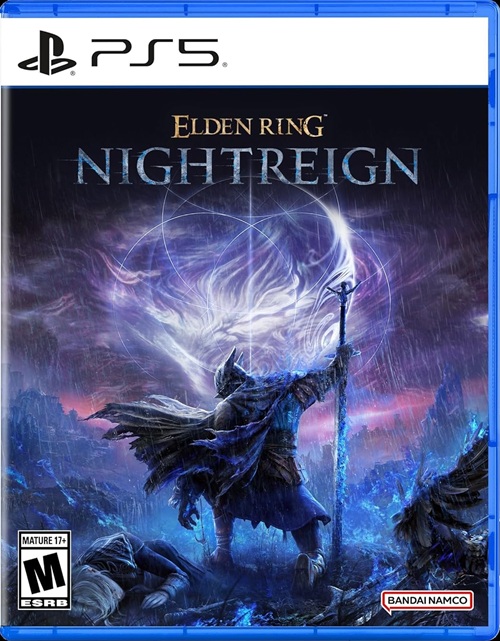 PS5
ELDEN RING
NIGHTREIGN
MATURE 17+
M
ESRB
BANDAI NAMCO